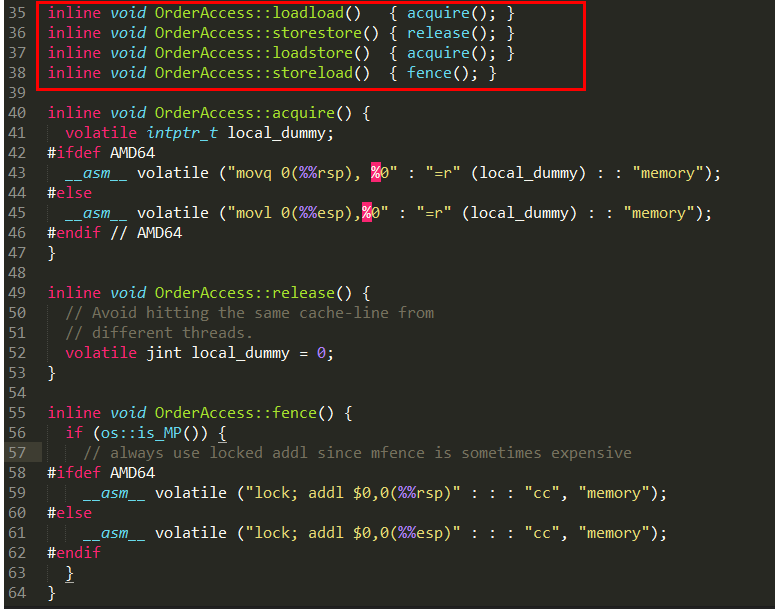 35 inline void OrderAccess::loadload()   { acquire(); }
36 inline void OrderAccess::storestore() { release(); }
37 inline void OrderAccess::loadstore()  { acquire(); }
38 inline void OrderAccess::storeload()  { fence(); }
39
40 inline void OrderAccess::acquire() {
41   volatile intptr_t local_dummy;
42 #ifdef AMD64
43   __asm__ volatile ("movq 0(%%rsp), %0" : "=r" (local_dummy) : : "memory");
44 #else
45   __asm__ volatile ("movl 0(%%esp),%0" : "=r" (local_dummy) : : "memory");
46 #endif // AMD64
47 }
48
49 inline void OrderAccess::release() {
50   // Avoid hitting the same cache-line from
51   // different threads.
52   volatile jint local_dummy = 0;
53 }
54
55 inline void OrderAccess::fence() {
56   if (os::is_MP()) {
57     // always use locked addl since mfence is sometimes expensive
58 #ifdef AMD64
59     __asm__ volatile ("lock; addl $0,0(%%rsp)" : : : "cc", "memory");
60 #else
61     __asm__ volatile ("lock; addl $0,0(%%esp)" : : : "cc", "memory");
62 #endif
63   }
64 }